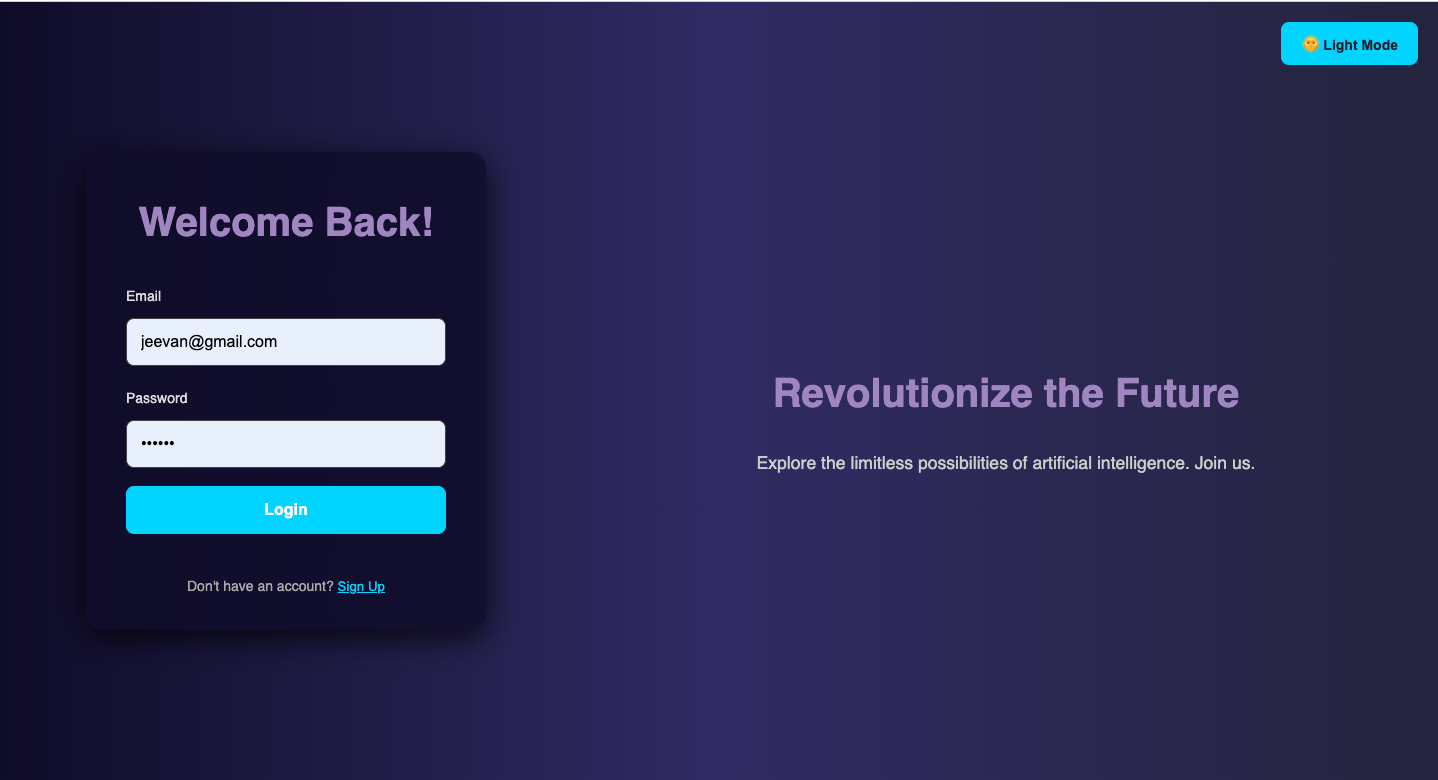 🌞 Light Mode
Welcome Back!
Email
jeevan@gmail.com
Password
••••••
Login
Don't have an account? Sign Up
Revolutionize the Future
Explore the limitless possibilities of artificial intelligence. Join us.